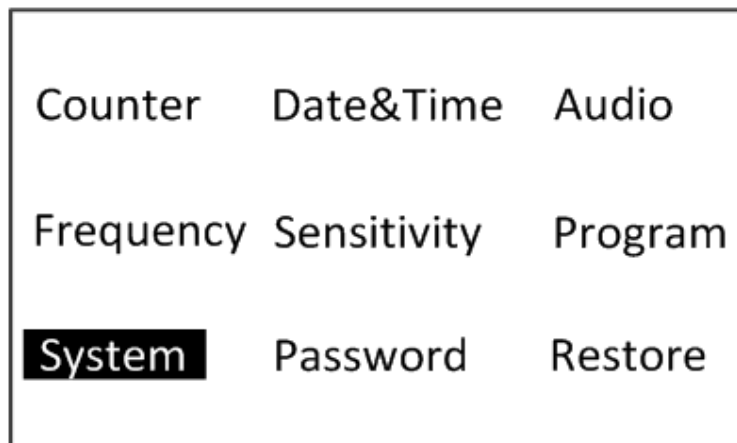 Counter Date&Time Audio
Frequency Sensitivity Program
System Password Restore